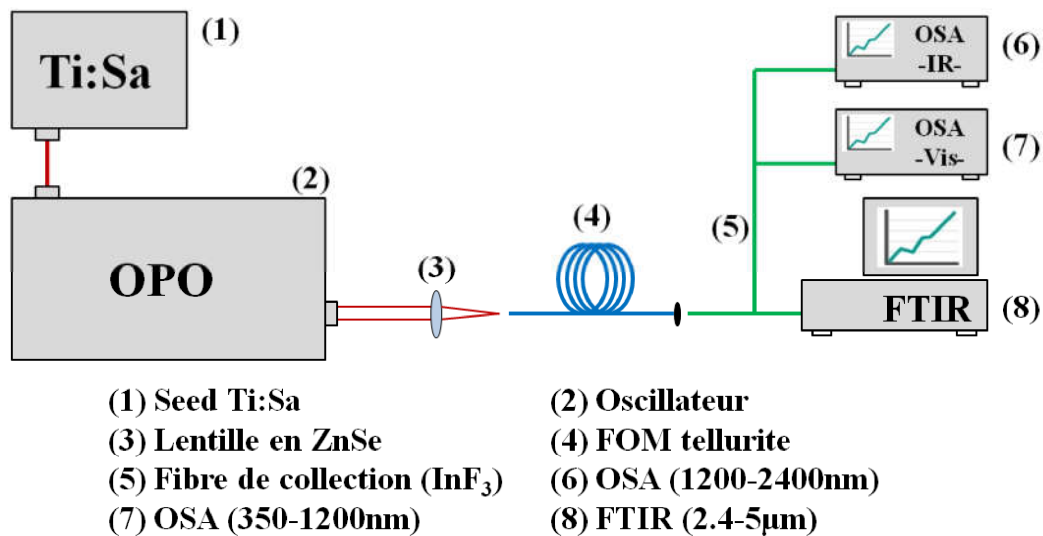 (1)
Ti:Sa
(2)
OPO
(3)
(4)
(5)
OSA
-IR-
(6)
OSA
-Vis-
(7)
FTIR
(8)
(1) Seed Ti:Sa
(2) Oscillateur
(3) Lentille en ZnSe
(4) FOM tellurite
(5) Fibre de collection (InF₃)
(6) OSA (1200-2400nm)
(7) OSA (350-1200nm)
(8) FTIR (2.4-5µm)